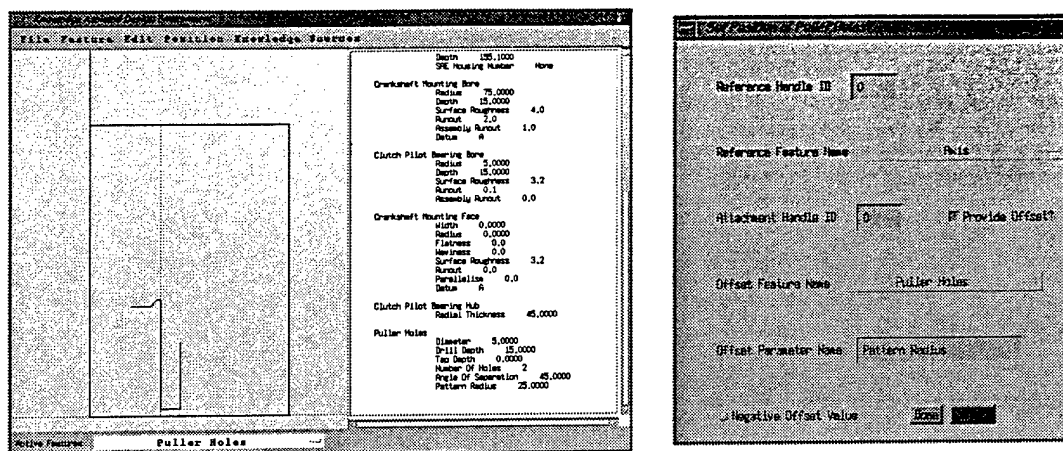 File Feature Edit Position Knowledge Sources
Depth 155.1000
SAE Housing Number None
Crankshaft Mounting Bore
Radius 75.0000
Depth 15.0000
Surface Roughness 4.0
Runout 2.0
Assembly Runout 1.0
Datum A
Clutch Pilot Bearing Bore
Radius 5.0000
Depth 15.0000
Surface Roughness 3.2
Runout 0.1
Assembly Runout 0.0
Crankshaft Mounting Face
Width 0.0000
Radius 0.0000
Flatness 0.0
Waviness 0.0
Surface Roughness 3.2
Runout 0.0
Parallelism 0.0
Datum A
Clutch Pilot Bearing Hub
Radial Thickness 45.0000
Puller Holes
Diameter 5.0000
Drill Depth 15.0000
Tap Depth 0.0000
Number Of Holes 2
Angle Of Separation 45.0000
Pattern Radius 25.0000
Active Features Puller Holes
Reference Handle ID 0
Reference Feature Name Axis
Attachment Handle ID 0 Provide Offset?
Offset Feature Name Puller Holes
Offset Parameter Name Pattern Radius
Negative Offset Value Done